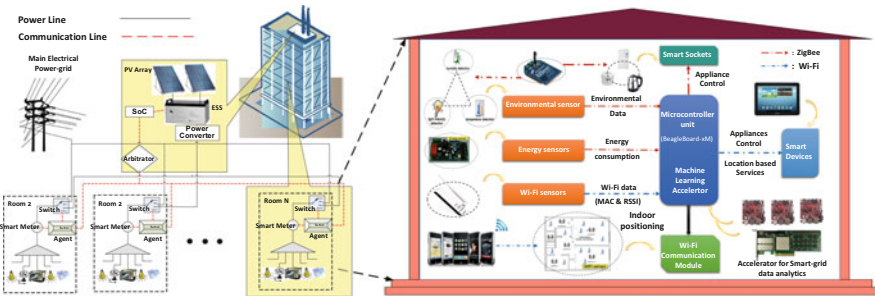 Power Line
Communication Line
Main Electrical
Power-grid
PV Array
SoC
ESS
Power
Converter
Arbitrator
Room 2
Switch
Smart Meter
Agent
Room 2
Switch
Smart Meter
Agent
Room N
Switch
Smart Meter
Agent
Smart Sockets
: ZigBee
: Wi-Fi
Appliance
Control
Environmental sensor
Environmental
Data
Energy sensors
Energy
consumption
Wi-Fi sensors
Wi-Fi data
(MAC & RSSI)
Microcontroller
unit
(BeagleBoard-xM)
Machine
Learning
Accelertor
Appliances
Control
Location based
Services
Smart
Devices
Indoor
positioning
Wi-Fi
Communication
Module
Accelerator for Smart-grid
data analytics